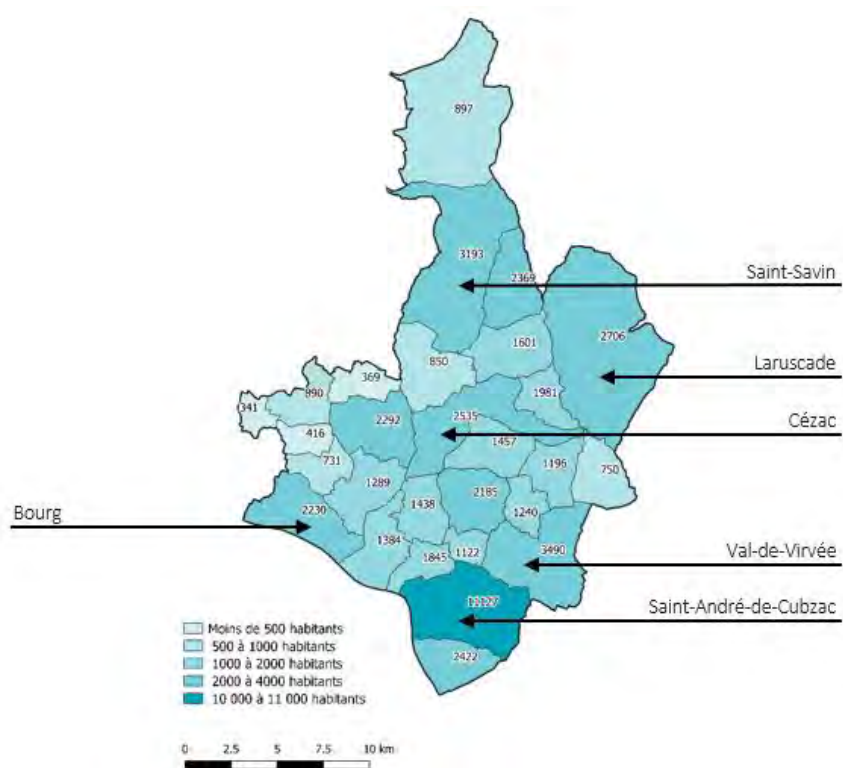 897
3193
2369
Saint-Savin
2706
1601
850
Laruscade
369
890
1981
341
2292
2535
Cézac
416
1457
731
1196
750
1289
2185
1438
2230
1240
Bourg
1384
3490
1122
1845
Val-de-Virvée
11127
Saint-André-de-Cubzac
2422
Moins de 500 habitants
500 à 1000 habitants
1000 à 2000 habitants
2000 à 4000 habitants
10 000 à 11 000 habitants
0 2.5 5 7.5 10 km